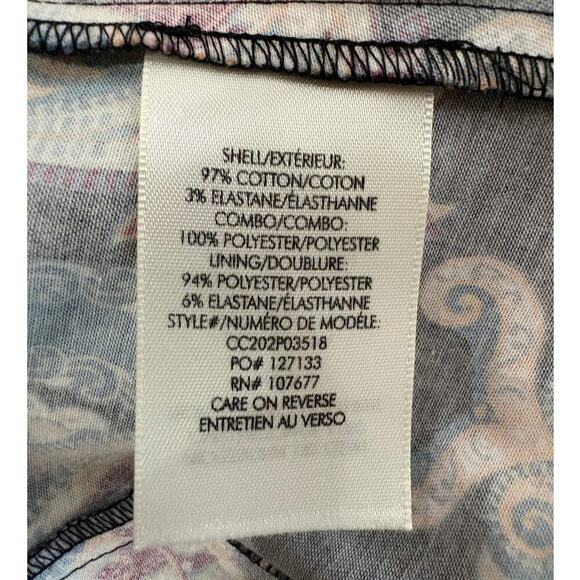 SHELL/EXTÉRIEUR:
97% COTTON/COTON
3% ELASTANE/ÉLASTHANNE
COMBO/COMBO:
100% POLYESTER/POLYESTER
LINING/DOUBLURE:
94% POLYESTER/POLYESTER
6% ELASTANE/ÉLASTHANNE
STYLE#/NUMÉRO DE MODÉLE:
CC202P03518
PO# 127133
RN# 107677
CARE ON REVERSE
ENTRETIEN AU VERSO